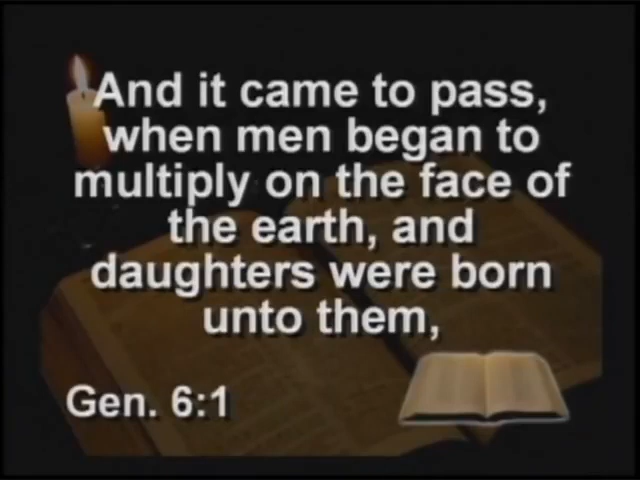 And it came to pass,
when men began to
multiply on the face of
the earth, and
daughters were born
unto them,
Gen. 6:1